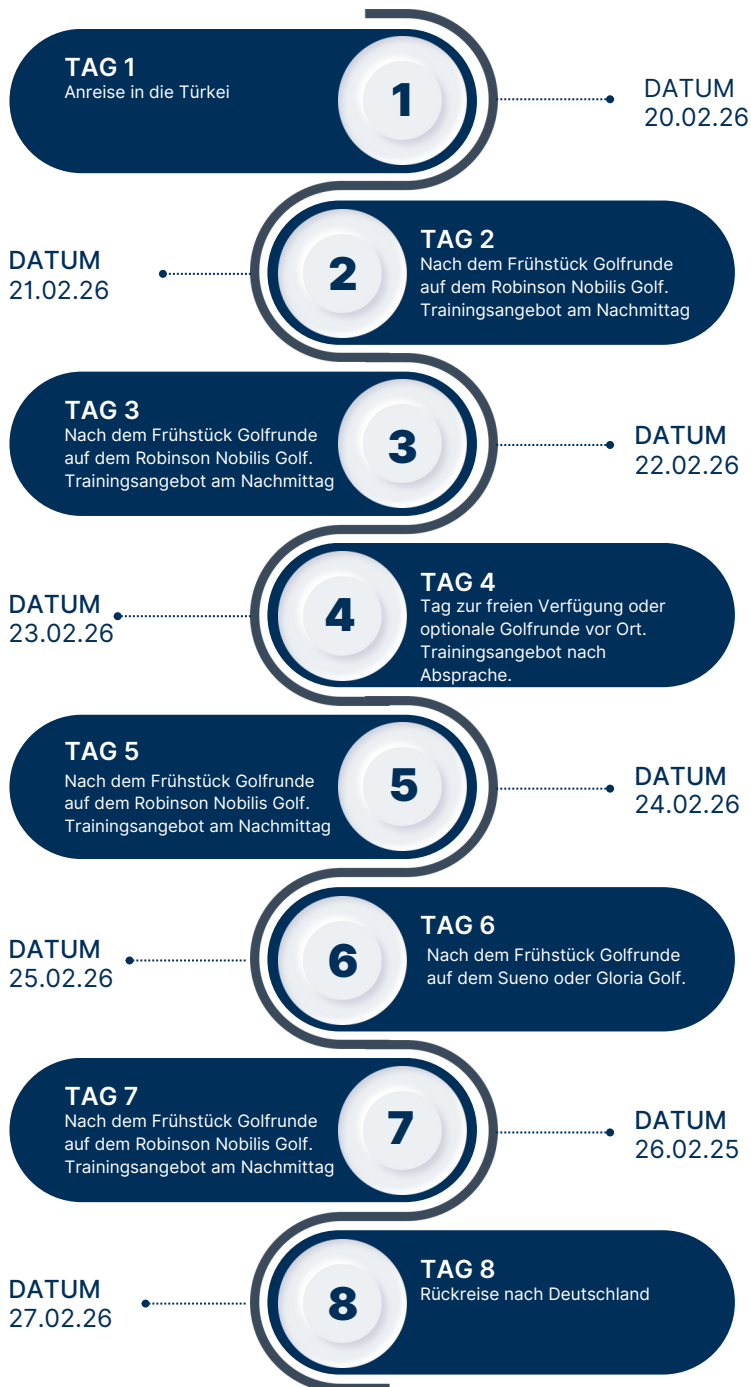 TAG 1
Anreise in die Türkei
1
DATUM
20.02.26
DATUM
21.02.26
2
TAG 2
Nach dem Frühstück Golfrunde
auf dem Robinson Nobilis Golf.
Trainingsangebot am Nachmittag
TAG 3
Nach dem Frühstück Golfrunde
auf dem Robinson Nobilis Golf.
Trainingsangebot am Nachmittag
3
DATUM
22.02.26
DATUM
23.02.26
4
TAG 4
Tag zur freien Verfügung oder
optionale Golfrunde vor Ort.
Trainingsangebot nach
Absprache.
TAG 5
Nach dem Frühstück Golfrunde
auf dem Robinson Nobilis Golf.
Trainingsangebot am Nachmittag
5
DATUM
24.02.26
DATUM
25.02.26
6
TAG 6
Nach dem Frühstück Golfrunde
auf dem Sueno oder Gloria Golf.
TAG 7
Nach dem Frühstück Golfrunde
auf dem Robinson Nobilis Golf.
Trainingsangebot am Nachmittag
7
DATUM
26.02.25
DATUM
27.02.26
8
TAG 8
Rückreise nach Deutschland